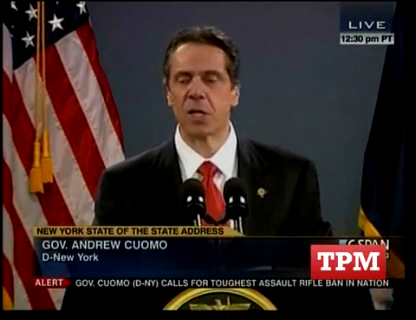 LIVE
12:30 pm PT
NEW YORK STATE OF THE STATE ADDRESS
GOV. ANDREW CUOMO
D-New York
C-SPAN
TPM
ALERT GOV. CUOMO (D-NY) CALLS FOR TOUGHEST ASSAULT RIFLE BAN IN NATION